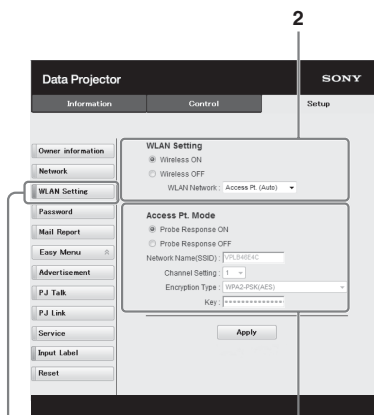 2
Data Projector
SONY
Information
Control
Setup
Owner information
Network
WLAN Setting
Password
Mail Report
Easy Menu
Advertisement
PJ Talk
PJ Link
Service
Input Label
Reset
WLAN Setting
Wireless ON
Wireless OFF
WLAN Network : Access Pt. (Auto)
Access Pt. Mode
Probe Response ON
Probe Response OFF
Network Name(SSID) : VPLB46E4C
Channel Setting : 1
Encryption Type : WPA2-PSK(AES)
Key : ••••••••••••••
Apply